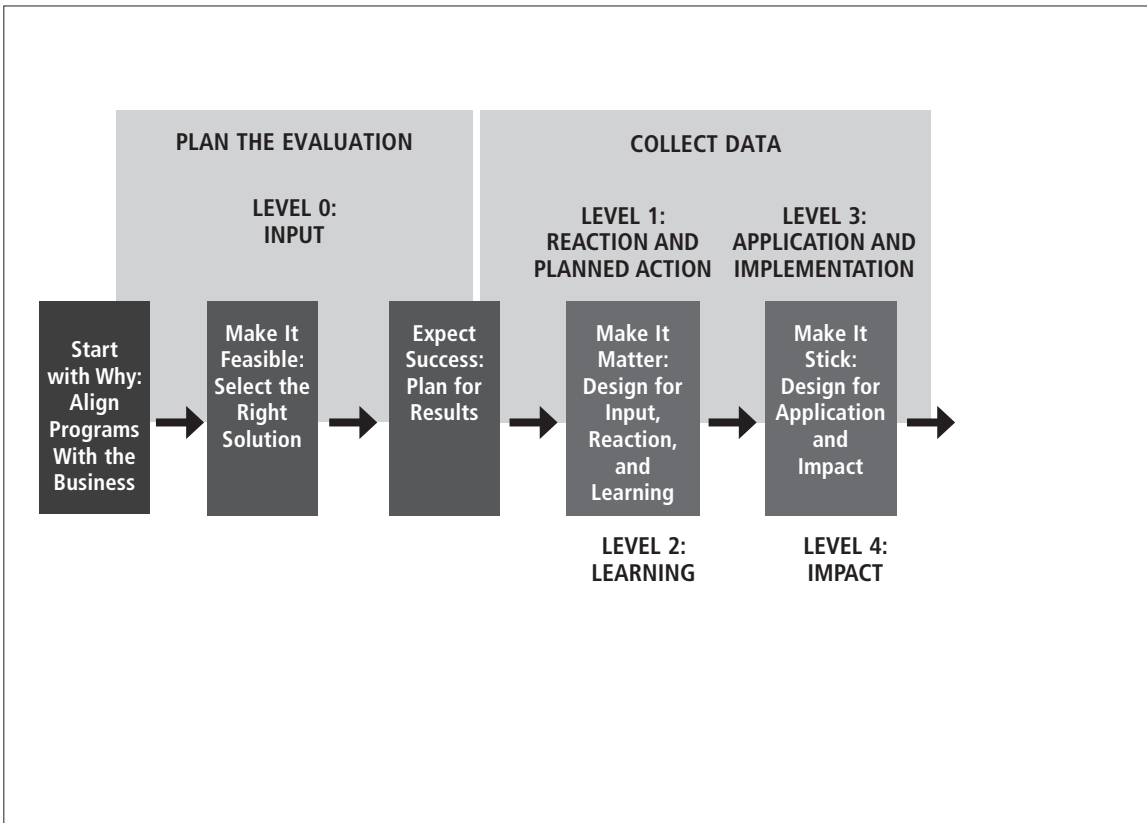 PLAN THE EVALUATION
COLLECT DATA
LEVEL 0:
INPUT
LEVEL 1:
REACTION AND
PLANNED ACTION
LEVEL 3:
APPLICATION AND
IMPLEMENTATION
Start
with Why:
Align
Programs
With the
Business
Make It
Feasible:
Select the
Right
Solution
Expect
Success:
Plan for
Results
Make It
Matter:
Design for
Input,
Reaction,
and
Learning
Make It
Stick:
Design for
Application
and
Impact
LEVEL 2:
LEARNING
LEVEL 4:
IMPACT